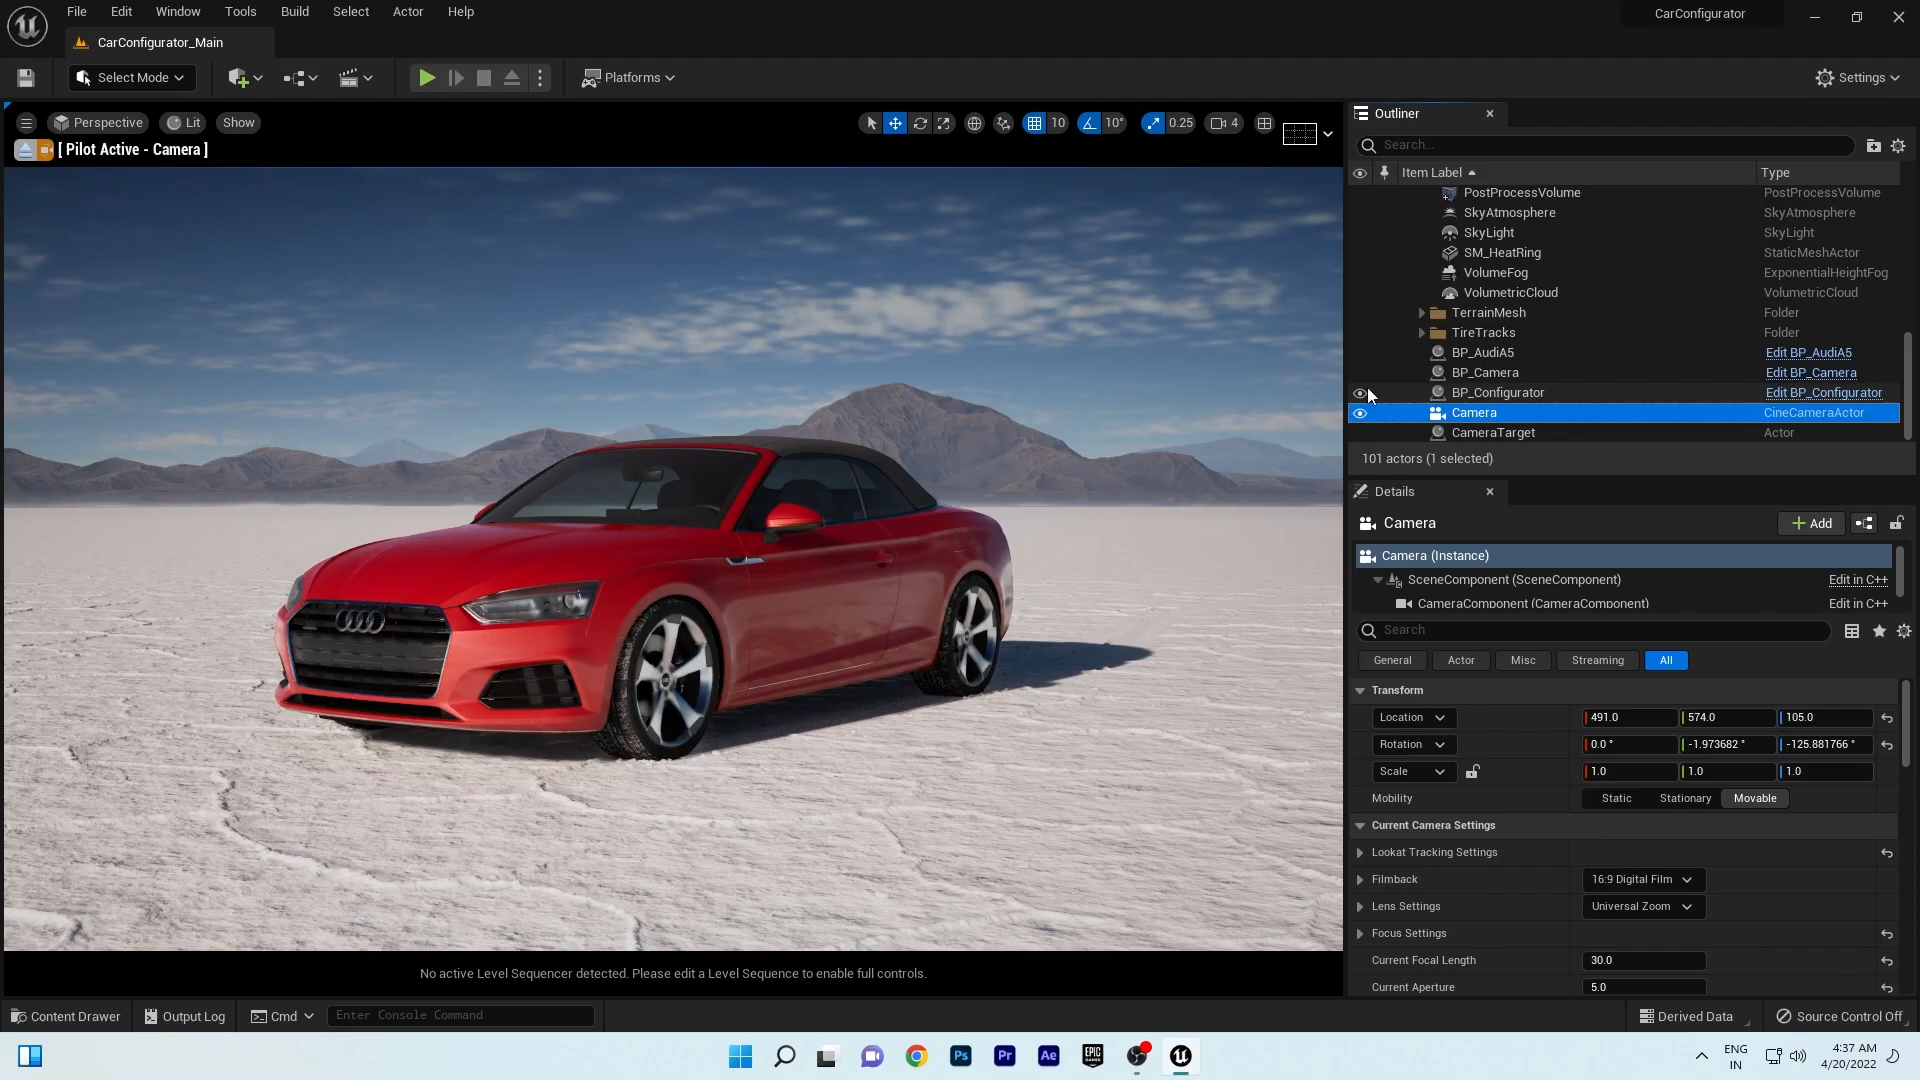 File Edit Window Tools Build Select Actor Help
CarConfigurator
CarConfigurator_Main
Select Mode
Platforms
Settings
Perspective Lit Show
10 10° 0.25 4
[ Pilot Active - Camera ]
No active Level Sequencer detected. Please edit a Level Sequence to enable full controls.
Outliner
Search...
Item Label Type
PostProcessVolume PostProcessVolume
SkyAtmosphere SkyAtmosphere
SkyLight SkyLight
SM_HeatRing StaticMeshActor
VolumeFog ExponentialHeightFog
VolumetricCloud VolumetricCloud
TerrainMesh Folder
TireTracks Folder
BP_AudiA5 Edit BP_AudiA5
BP_Camera Edit BP_Camera
BP_Configurator Edit BP_Configurator
Camera CineCameraActor
CameraTarget Actor
101 actors (1 selected)
Details
Camera
Add
Camera (Instance)
SceneComponent (SceneComponent) Edit in C++
CameraComponent (CameraComponent) Edit in C++
Search
General Actor Misc Streaming All
Transform
Location 491.0 574.0 105.0
Rotation 0.0 ° -1.973682 ° -125.881766 °
Scale 1.0 1.0 1.0
Mobility Static Stationary Movable
Current Camera Settings
Lookat Tracking Settings
Filmback 16:9 Digital Film
Lens Settings Universal Zoom
Focus Settings
Current Focal Length 30.0
Current Aperture 5.0
Content Drawer Output Log Cmd Enter Console Command
Derived Data Source Control Off
Ps Pr Ae EPIC GAMES
ENG
IN
4:37 AM
4/20/2022